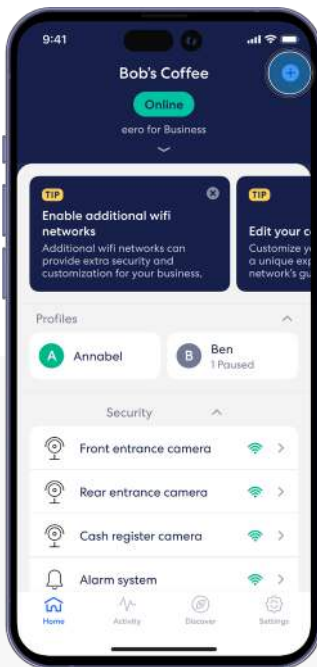 9:41
Bob's Coffee
Online
eero for Business
TIP
Enable additional wifi
networks
Additional wifi networks can
provide extra security and
customization for your business.
TIP
Edit your
Customize
a unique
network's
Profiles
A
Annabel
B
Ben
1 Paused
Security
Front entrance camera
Rear entrance camera
Cash register camera
Alarm system
Home
Activity
Discover
Settings